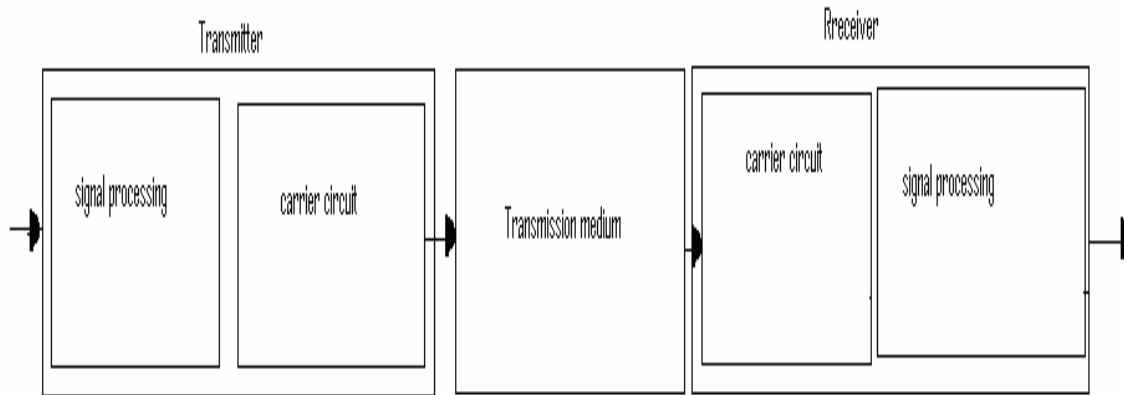 Transmitter
Rreceiver
signal processing
carrier circuit
Transmission medium
carrier circuit
signal processing